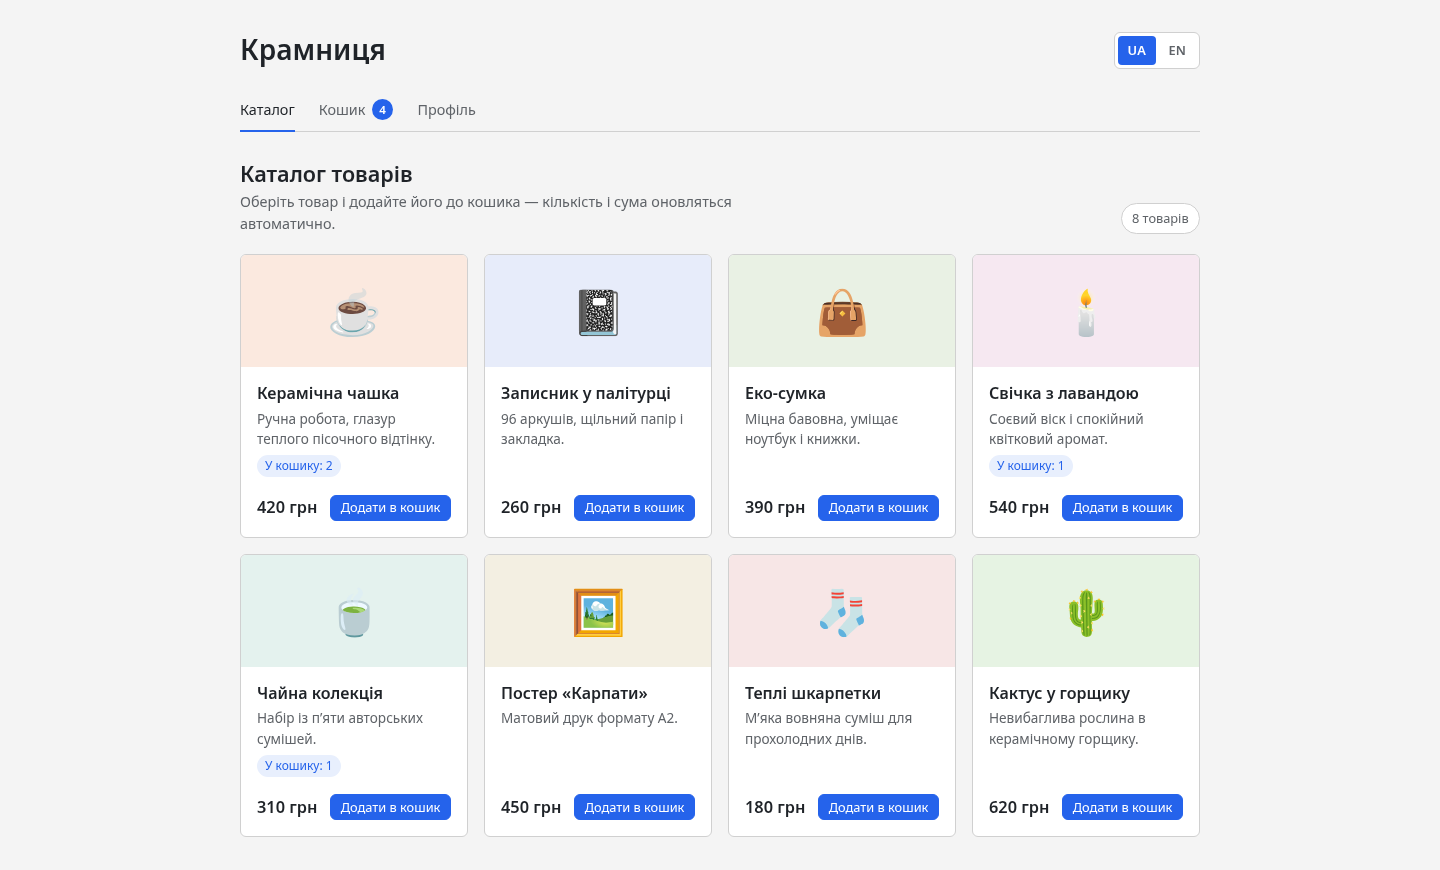 Крамниця
UA EN
Каталог Кошик 4 Профіль
Каталог товарів
Оберіть товар і додайте його до кошика — кількість і сума оновляться
автоматично.
8 товарів
Керамічна чашка
Ручна робота, глазур
теплого пісочного відтінку.
У кошику: 2
420 грн Додати в кошик
Записник у палітурці
96 аркушів, щільний папір і
закладка.
260 грн Додати в кошик
Еко-сумка
Міцна бавовна, уміщає
ноутбук і книжки.
390 грн Додати в кошик
Свічка з лавандою
Соєвий віск і спокійний
квітковий аромат.
У кошику: 1
540 грн Додати в кошик
Чайна колекція
Набір із п’яти авторських
сумішей.
У кошику: 1
310 грн Додати в кошик
Постер «Карпати»
Матовий друк формату A2.
450 грн Додати в кошик
Теплі шкарпетки
М’яка вовняна суміш для
прохолодних днів.
180 грн Додати в кошик
Кактус у горщику
Невибаглива рослина в
керамічному горщику.
620 грн Додати в кошик